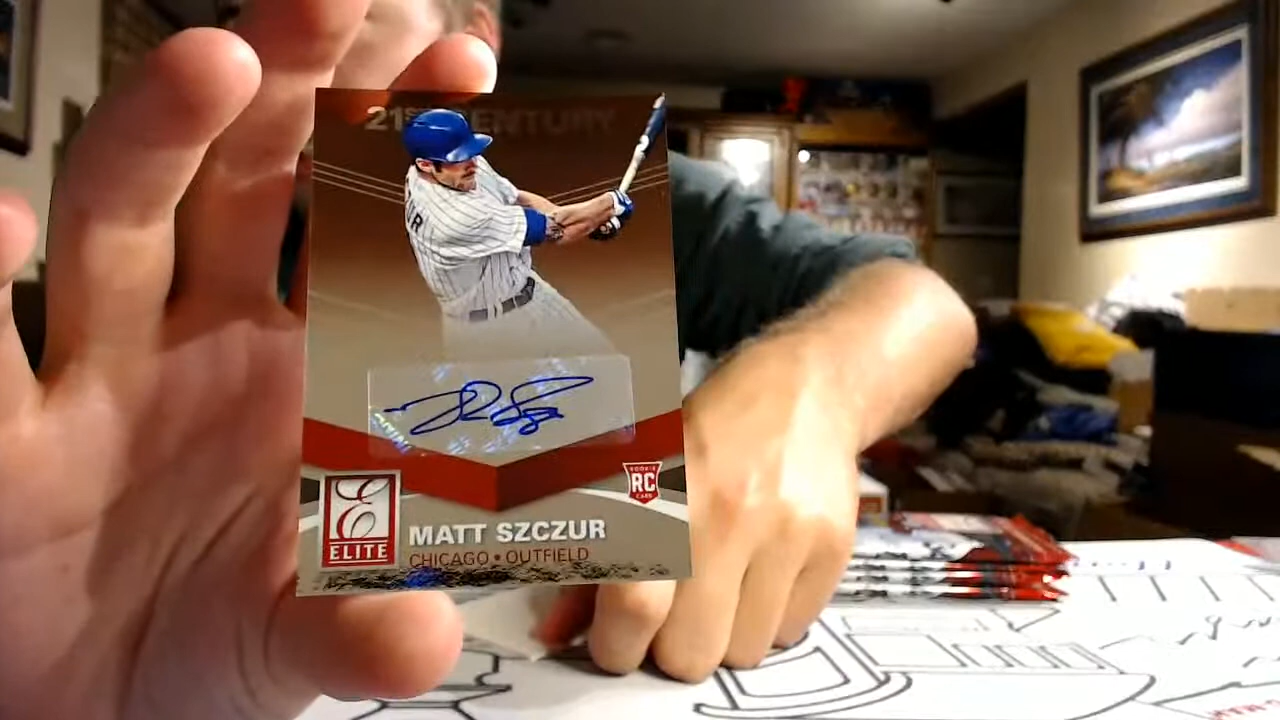 21ST CENTURY
ROOKIE
RC
CARD
E
ELITE
MATT SZCZUR
CHICAGO • OUTFIELD